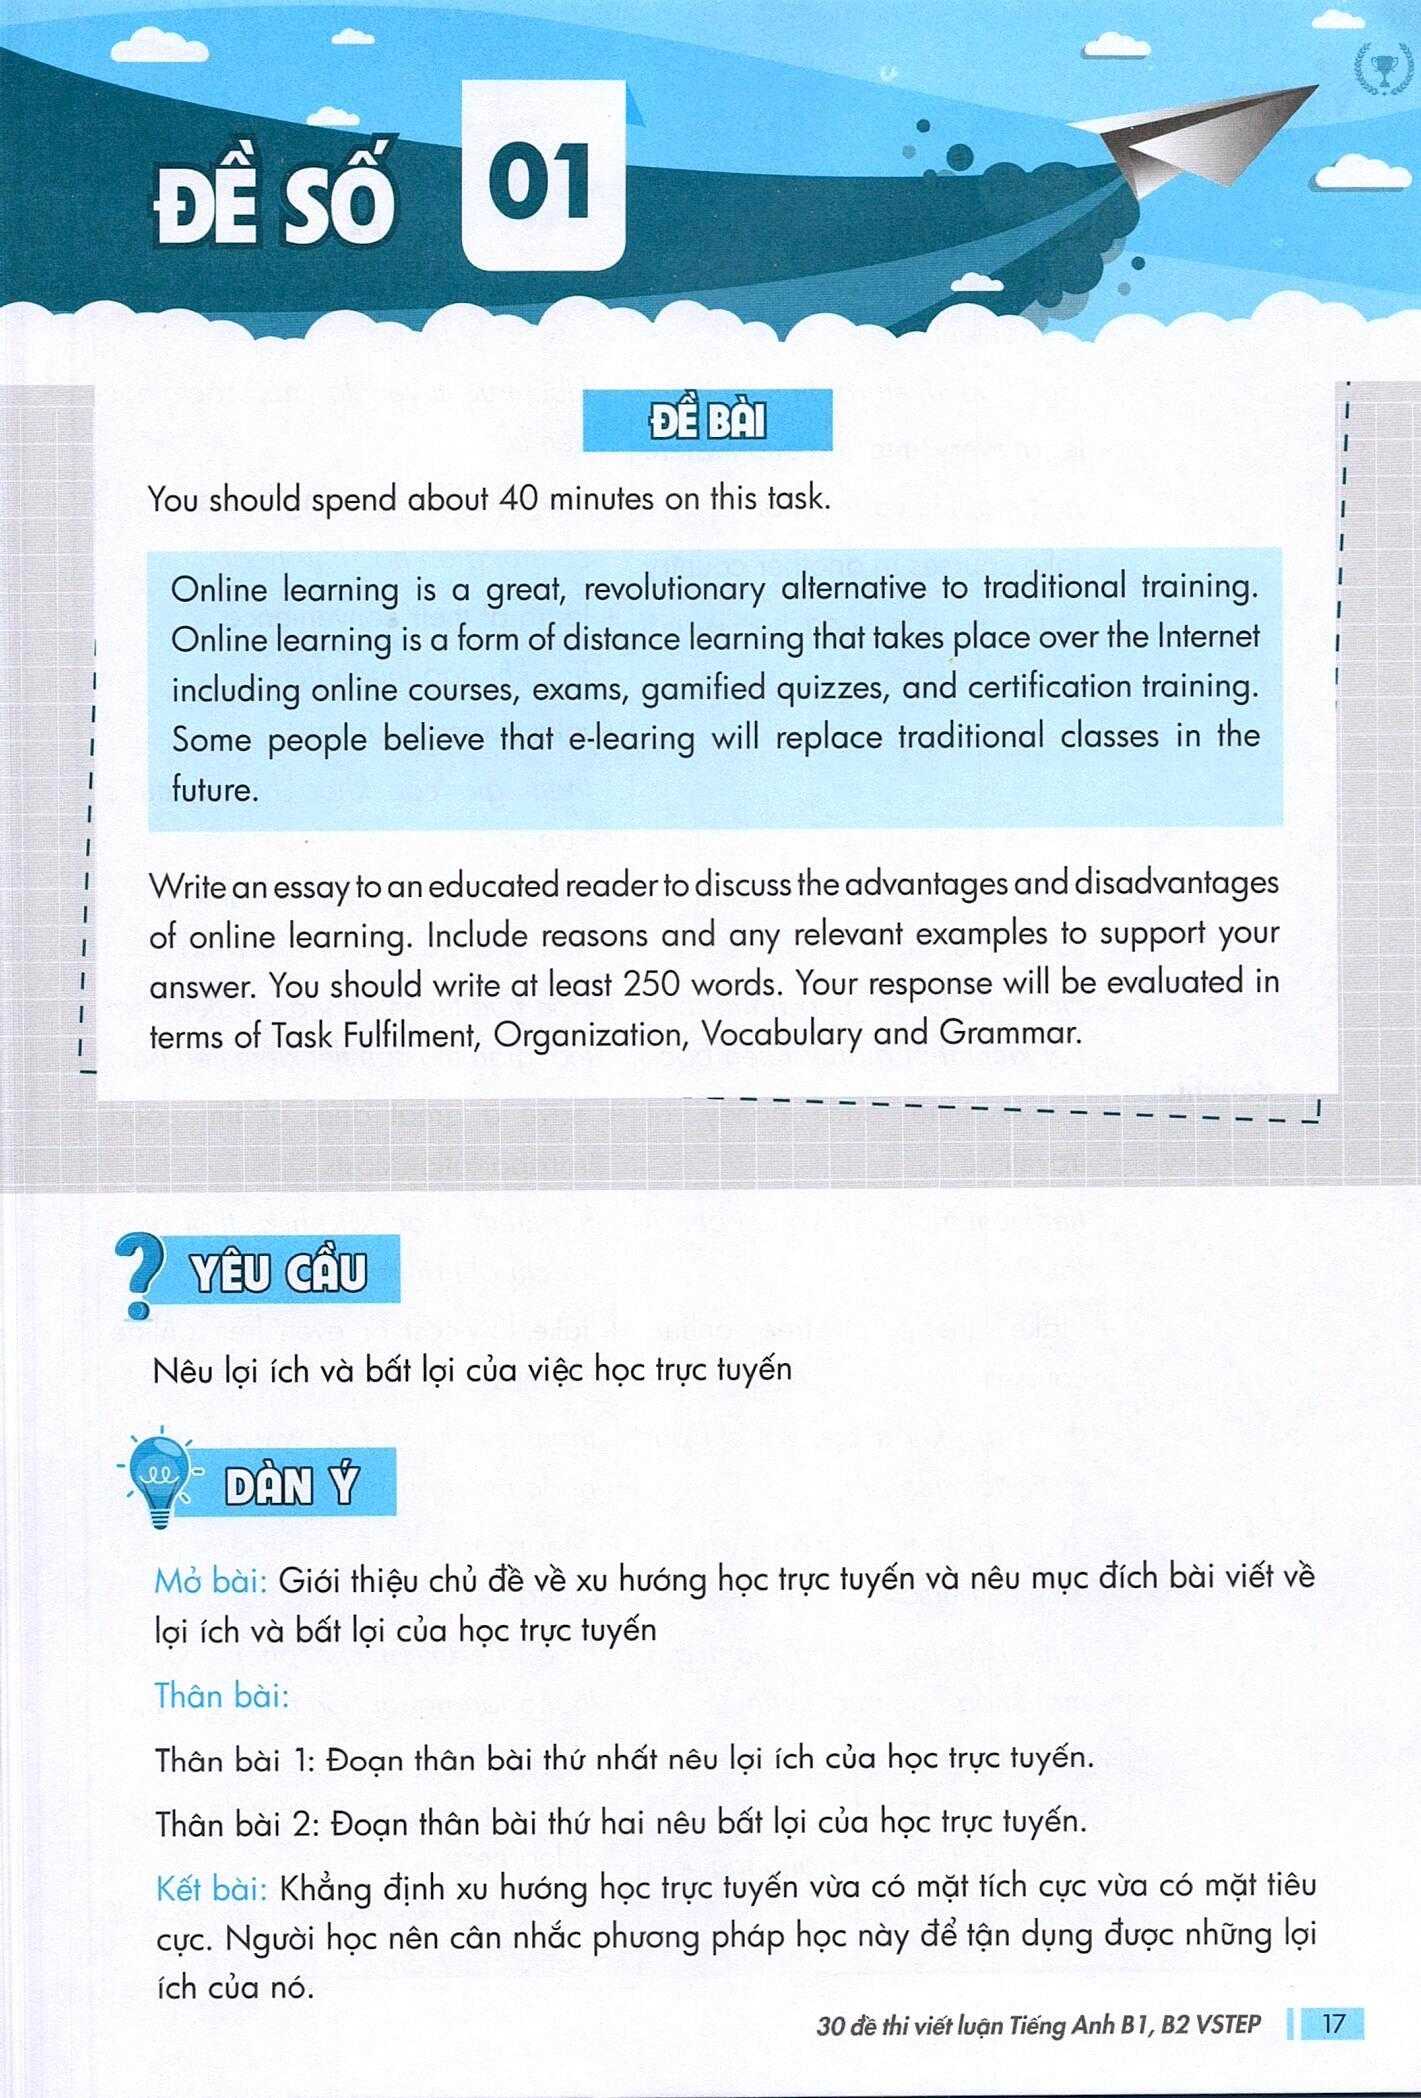 ĐỀ SỐ 01
ĐỀ BÀI
You should spend about 40 minutes on this task.
Online learning is a great, revolutionary alternative to traditional training.
Online learning is a form of distance learning that takes place over the Internet
including online courses, exams, gamified quizzes, and certification training.
Some people believe that e-learing will replace traditional classes in the
future.
Write an essay to an educated reader to discuss the advantages and disadvantages
of online learning. Include reasons and any relevant examples to support your
answer. You should write at least 250 words. Your response will be evaluated in
terms of Task Fulfilment, Organization, Vocabulary and Grammar.
YÊU CẦU
Nêu lợi ích và bất lợi của việc học trực tuyến
DÀN Ý
Mở bài: Giới thiệu chủ đề về xu hướng học trực tuyến và nêu mục đích bài viết về
lợi ích và bất lợi của học trực tuyến
Thân bài:
Thân bài 1: Đoạn thân bài thứ nhất nêu lợi ích của học trực tuyến.
Thân bài 2: Đoạn thân bài thứ hai nêu bất lợi của học trực tuyến.
Kết bài: Khẳng định xu hướng học trực tuyến vừa có mặt tích cực vừa có mặt tiêu
cực. Người học nên cân nhắc phương pháp học này để tận dụng được những lợi
ích của nó.
30 đề thi viết luận Tiếng Anh B1, B2 VSTEP 17